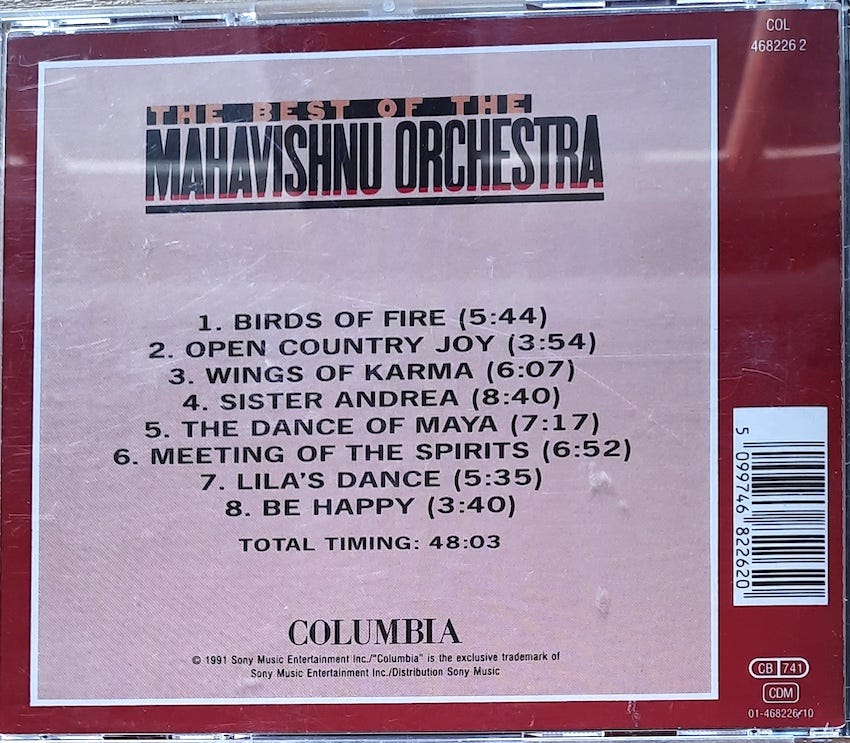 COL
468226 2
THE BEST OF THE
MAHAVISHNU ORCHESTRA
1. BIRDS OF FIRE (5:44)
2. OPEN COUNTRY JOY (3:54)
3. WINGS OF KARMA (6:07)
4. SISTER ANDREA (8:40)
5. THE DANCE OF MAYA (7:17)
6. MEETING OF THE SPIRITS (6:52)
7. LILA'S DANCE (5:35)
8. BE HAPPY (3:40)
TOTAL TIMING: 48:03
5 099746 822620
COLUMBIA
© 1991 Sony Music Entertainment Inc./"Columbia" is the exclusive trademark of
Sony Music Entertainment Inc./Distribution Sony Music
CB 741
CDM
01-468226/10